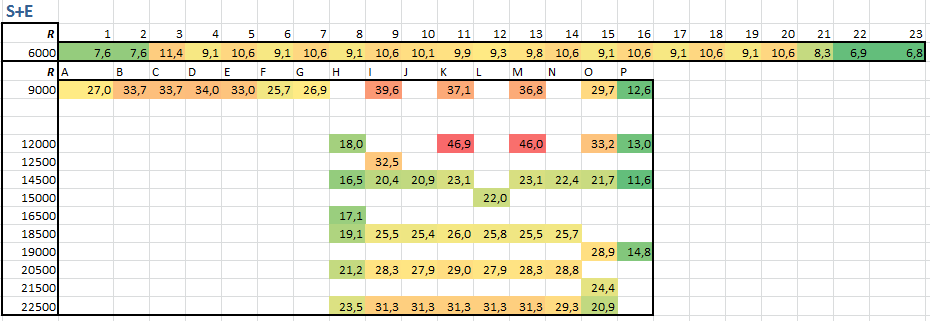 S+E
R 1 2 3 4 5 6 7 8 9 10 11 12 13 14 15 16 17 18 19 20 21 22 23
6000 7,6 7,6 11,4 9,1 10,6 9,1 10,6 9,1 10,6 10,1 9,9 9,3 9,8 10,6 9,1 10,6 9,1 10,6 9,1 10,6 8,3 6,9 6,8
R A B C D E F G H I J K L M N O P
9000 27,0 33,7 33,7 34,0 33,0 25,7 26,9 39,6 37,1 36,8 29,7 12,6
12000 18,0 46,9 46,0 33,2 13,0
12500 32,5
14500 16,5 20,4 20,9 23,1 23,1 22,4 21,7 11,6
15000 22,0
16500 17,1
18500 19,1 25,5 25,4 26,0 25,8 25,5 25,7
19000 28,9 14,8
20500 21,2 28,3 27,9 29,0 27,9 28,3 28,8
21500 24,4
22500 23,5 31,3 31,3 31,3 31,3 31,3 29,3 20,9